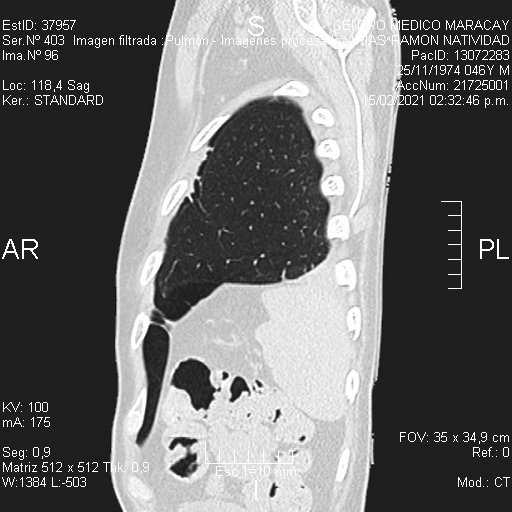 EstID: 37957
Ser.Nº 403 Imagen filtrada : Pulmón - Imágenes
Ima.Nº 96
Loc: 118,4 Sag
Ker.: STANDARD
S
CENTRO MEDICO MARACAY
RAMON NATIVIDAD
PacID: 13072283
25/11/1974 046Y M
AccNum: 21725001
15/02/2021 02:32:46 p.m.
AR
PL
KV: 100
mA: 175
Seg: 0,9
Matriz 512 x 512 Thk: 0,9
W:1384 L:-503
Esc 1=10 mm
I
FOV: 35 x 34,9 cm
Ref.: 0
Mod.: CT